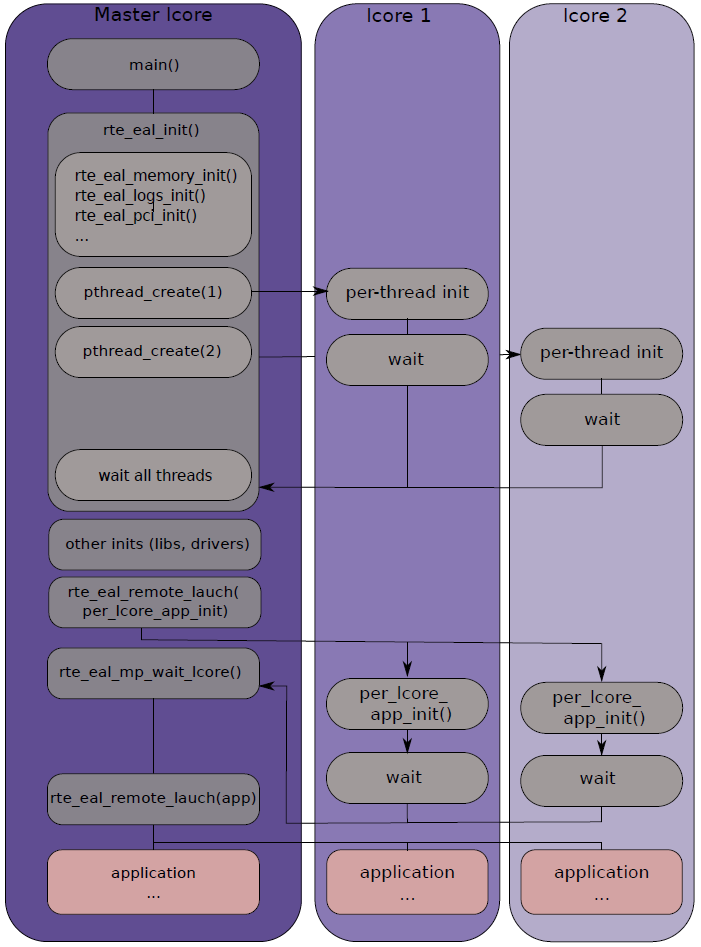 Master lcore
lcore 1
lcore 2
main()
rte_eal_init()
rte_eal_memory_init()
rte_eal_logs_init()
rte_eal_pci_init()
...
pthread_create(1)
per-thread init
pthread_create(2)
wait
per-thread init
wait
wait all threads
other inits (libs, drivers)
rte_eal_remote_lauch(
per_lcore_app_init)
rte_eal_mp_wait_lcore()
per_lcore_
app_init()
per_lcore_
app_init()
wait
wait
rte_eal_remote_lauch(app)
application
...
application
...
application
...